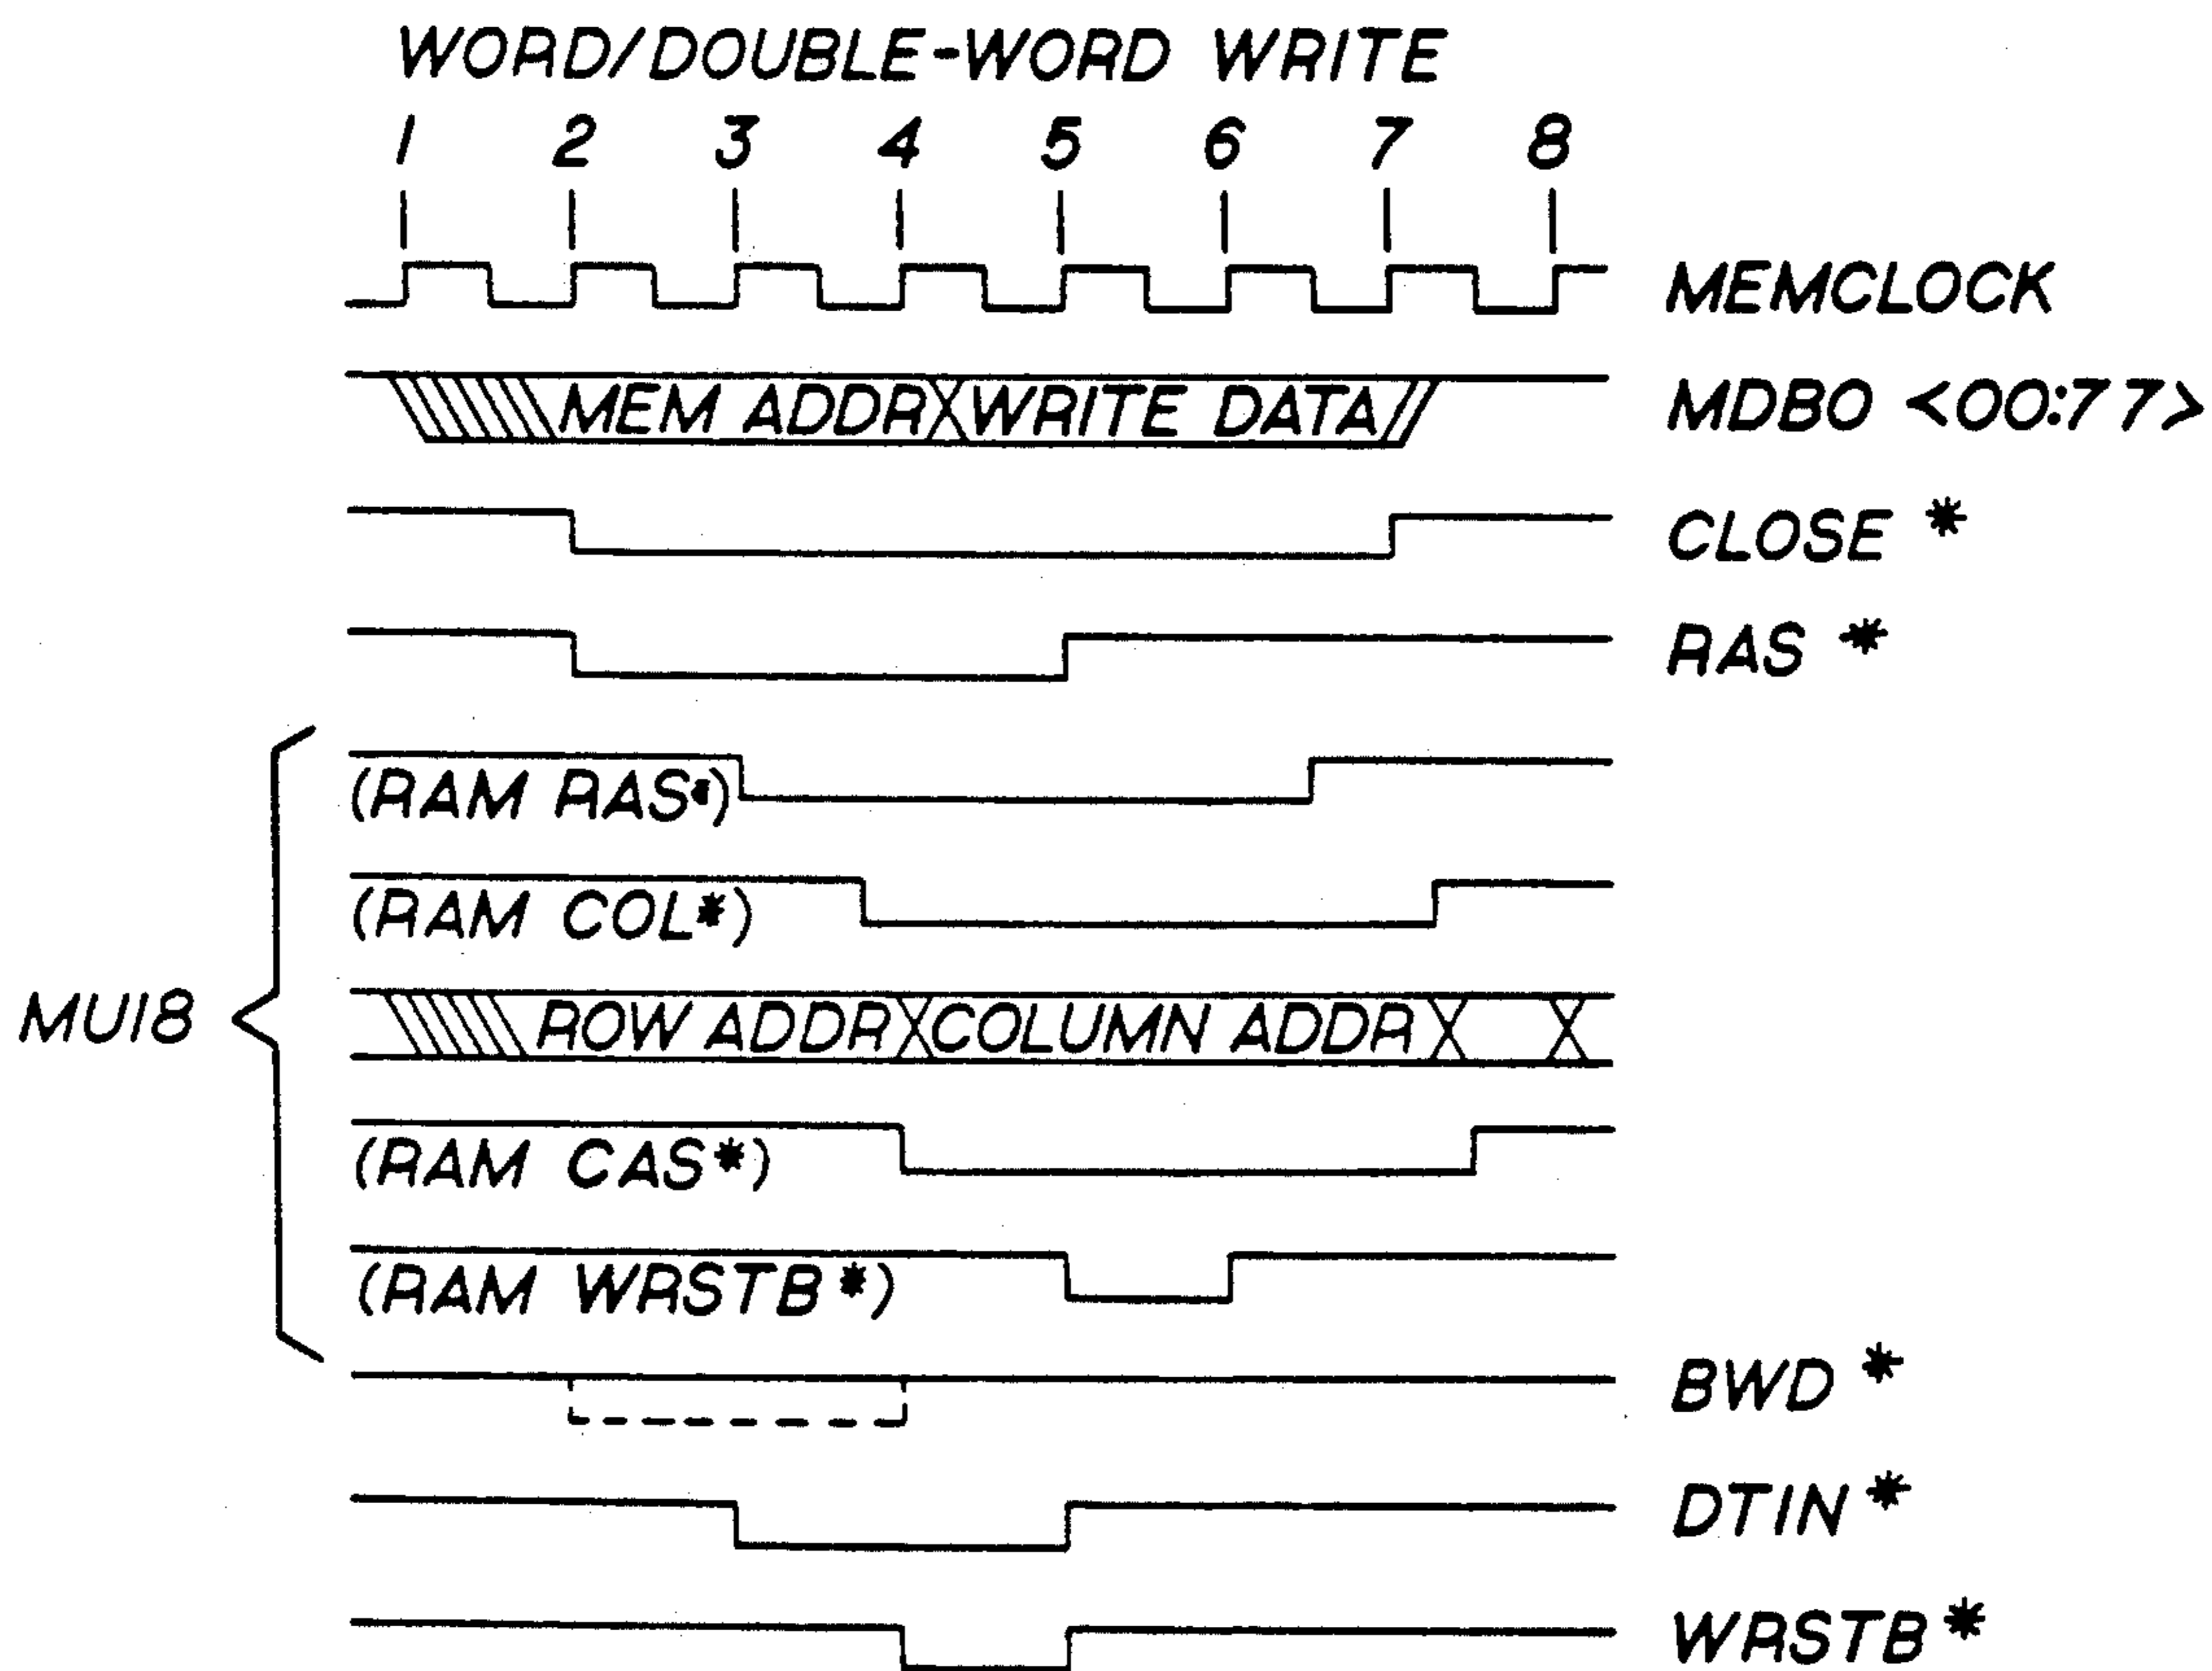 WORD/DOUBLE-WORD WRITE
1 2 3 4 5 6 7 8
MEMCLOCK
MEM ADDR WRITE DATA MDBO <00:77>
CLOSE *
RAS *
(RAM RAS*)
(RAM COL*)
MU18
ROW ADDR COLUMN ADDR
(RAM CAS*)
(RAM WRSTB*)
BWD *
DTIN *
WRSTB *